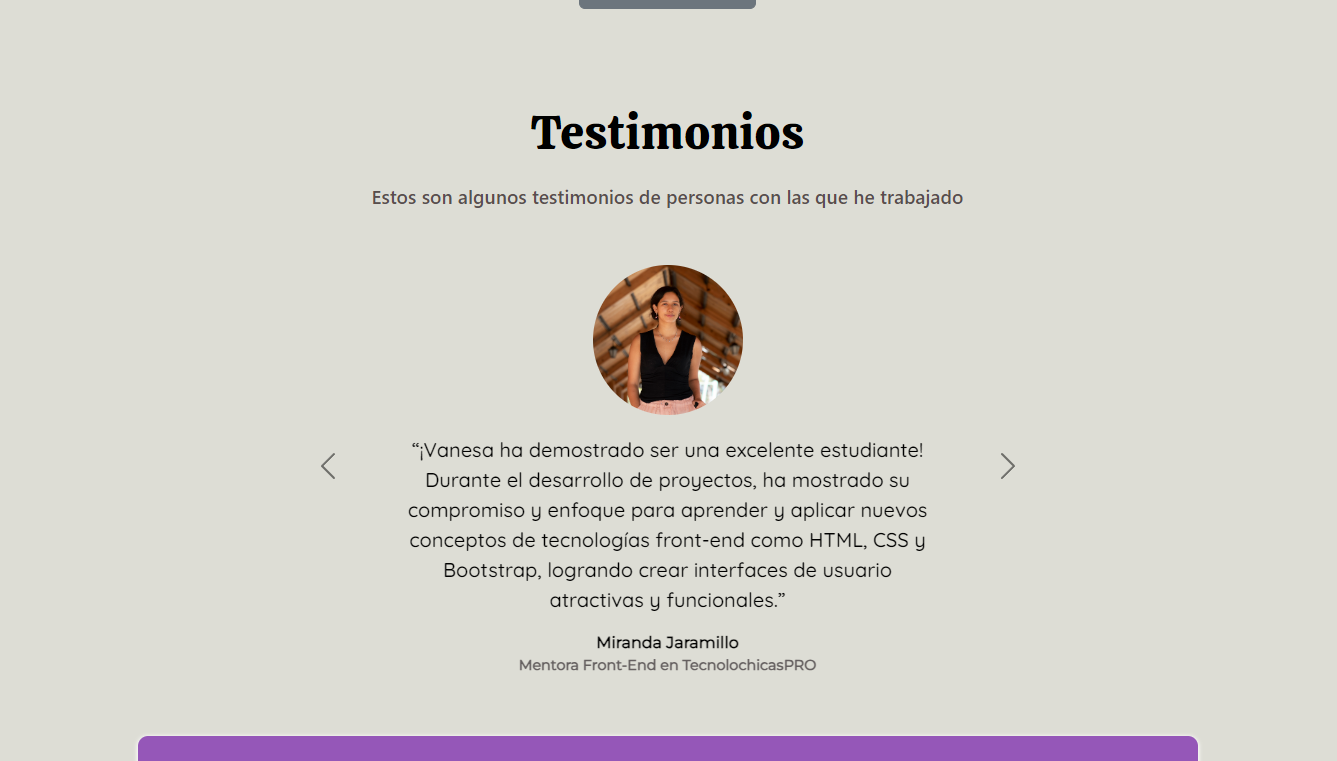 Testimonios
Estos son algunos testimonios de personas con las que he trabajado
“¡Vanesa ha demostrado ser una excelente estudiante!
Durante el desarrollo de proyectos, ha mostrado su
compromiso y enfoque para aprender y aplicar nuevos
conceptos de tecnologías front-end como HTML, CSS y
Bootstrap, logrando crear interfaces de usuario
atractivas y funcionales.”
Miranda Jaramillo
Mentora Front-End en TecnolochicasPRO